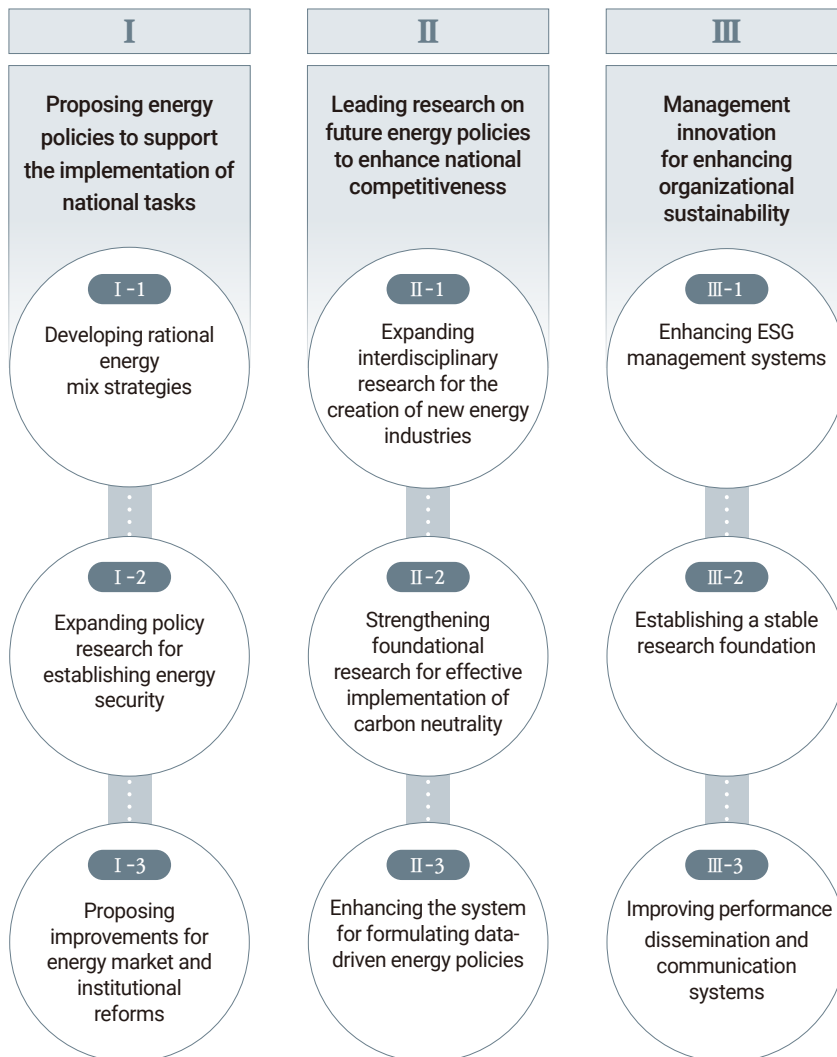 Ⅰ
Proposing energy
policies to support
the implementation of
national tasks
Ⅰ-1
Developing rational
energy
mix strategies
Ⅰ-2
Expanding policy
research for
establishing energy
security
Ⅰ-3
Proposing
improvements for
energy market and
institutional
reforms
Ⅱ
Leading research on
future energy policies
to enhance national
competitiveness
Ⅱ-1
Expanding
interdisciplinary
research for the
creation of new energy
industries
Ⅱ-2
Strengthening
foundational
research for effective
implementation of
carbon neutrality
Ⅱ-3
Enhancing the system
for formulating data-
driven energy policies
Ⅲ
Management
innovation
for enhancing
organizational
sustainability
Ⅲ-1
Enhancing ESG
management systems
Ⅲ-2
Establishing a stable
research foundation
Ⅲ-3
Improving performance
dissemination and
communication
systems